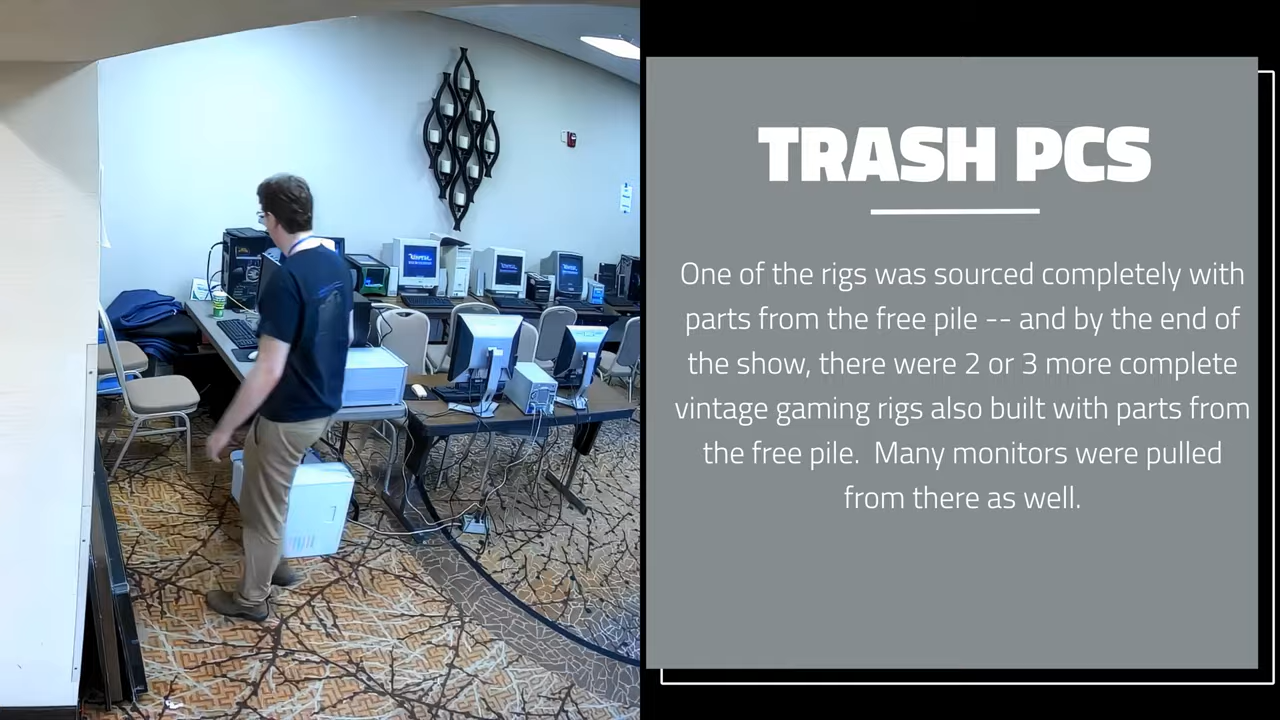 TRASH PCS
One of the rigs was sourced completely with
parts from the free pile -- and by the end of
the show, there were 2 or 3 more complete
vintage gaming rigs also built with parts from
the free pile.  Many monitors were pulled
from there as well.